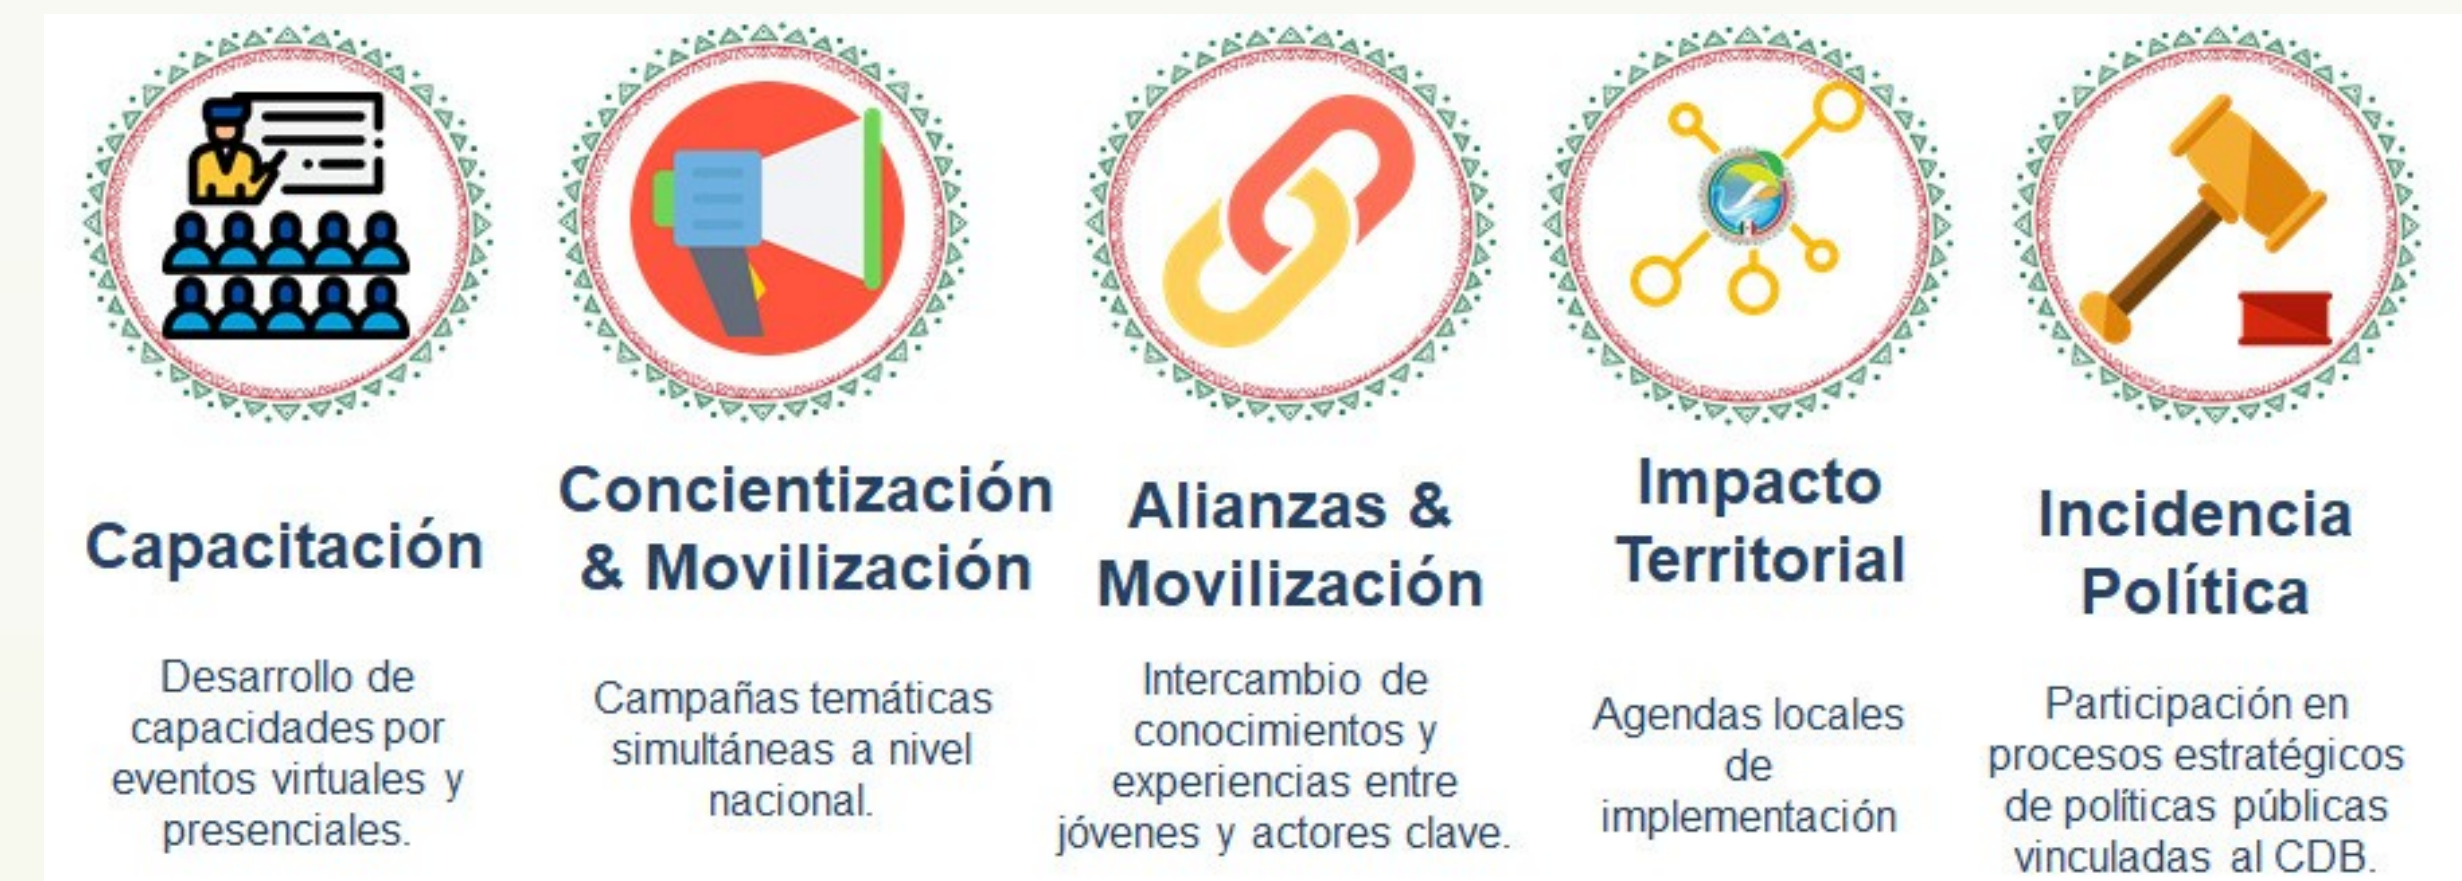 Capacitación
Desarrollo de
capacidades por
eventos virtuales y
presenciales.
Concientización
& Movilización
Campañas temáticas
simultáneas a nivel
nacional.
Alianzas &
Movilización
Intercambio de
conocimientos y
experiencias entre
jóvenes y actores clave.
Impacto
Territorial
Agendas locales
de
implementación
Incidencia
Política
Participación en
procesos estratégicos
de políticas públicas
vinculadas al CDB.